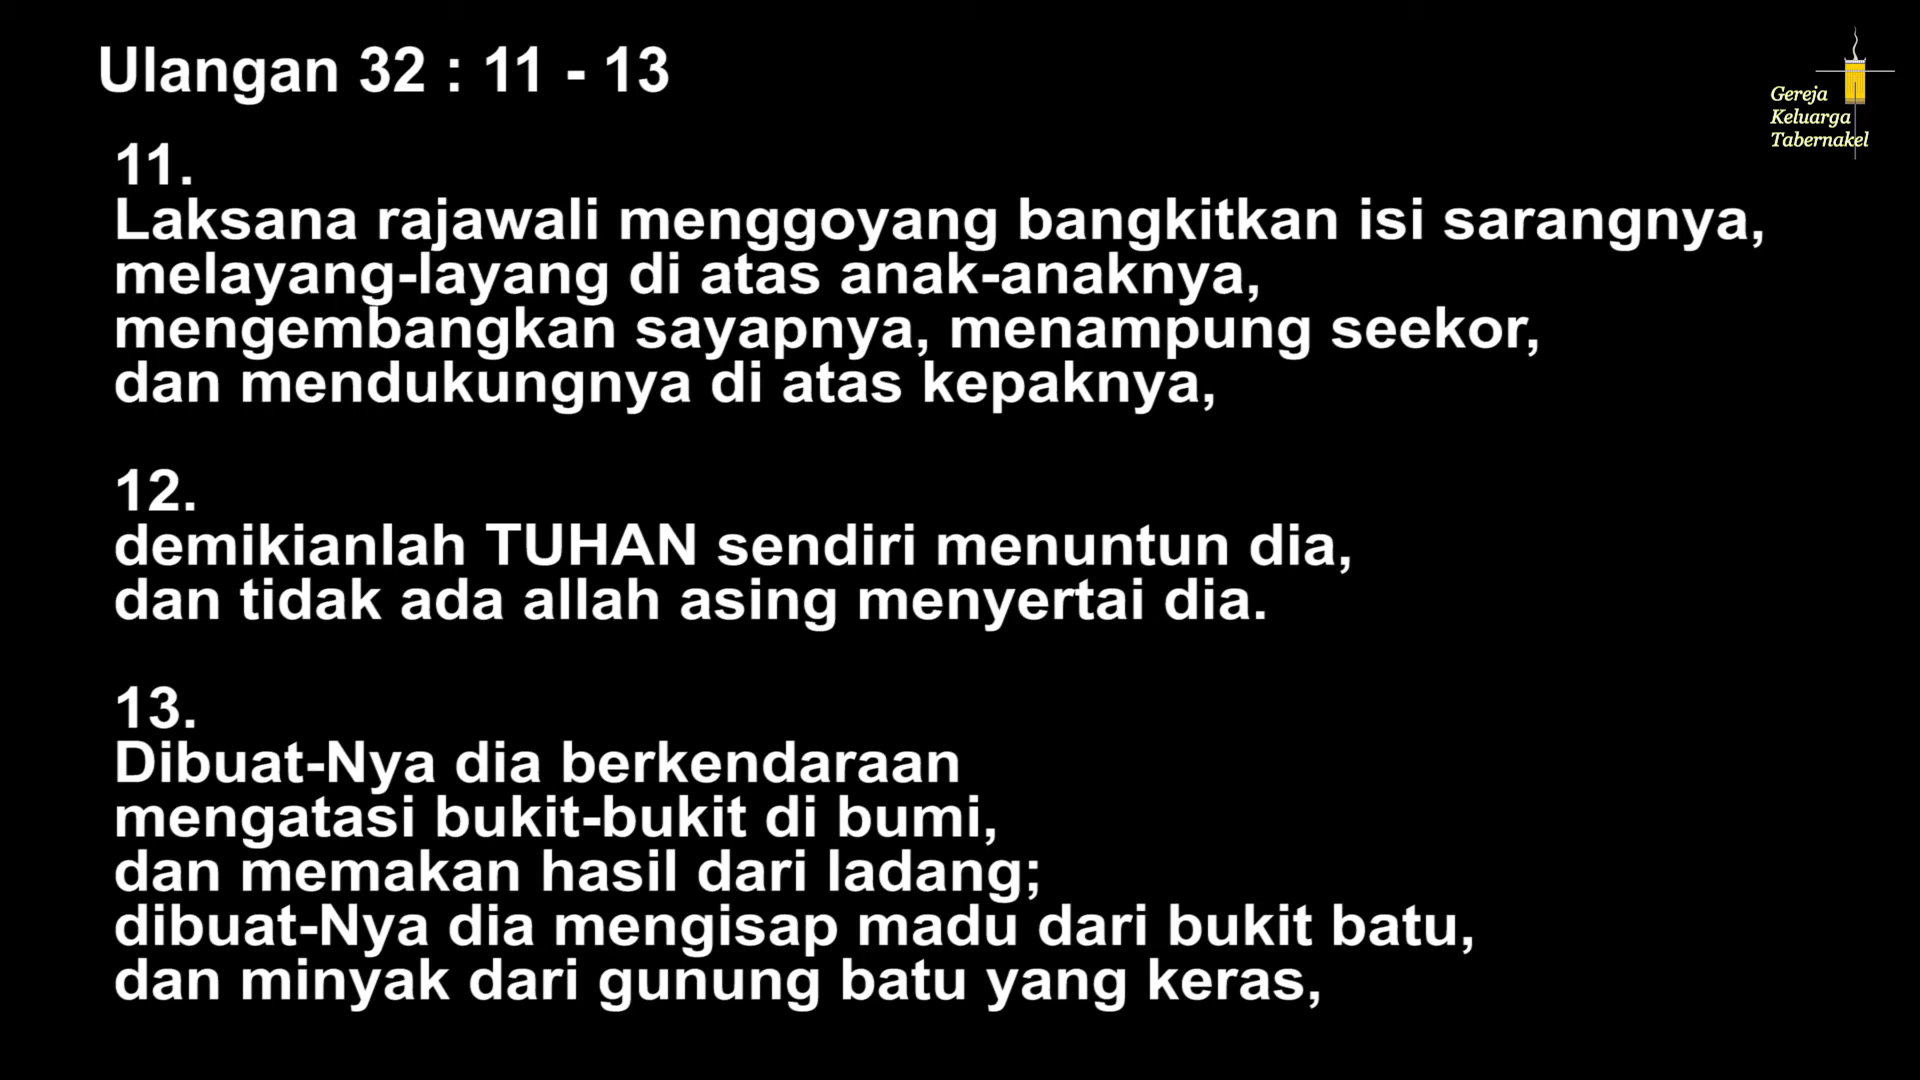 Ulangan 32 : 11 - 13
Gereja
Keluarga
Tabernakel
11.
Laksana rajawali menggoyang bangkitkan isi sarangnya,
melayang-layang di atas anak-anaknya,
mengembangkan sayapnya, menampung seekor,
dan mendukungnya di atas kepaknya,
12.
demikianlah TUHAN sendiri menuntun dia,
dan tidak ada allah asing menyertai dia.
13.
Dibuat-Nya dia berkendaraan
mengatasi bukit-bukit di bumi,
dan memakan hasil dari ladang;
dibuat-Nya dia mengisap madu dari bukit batu,
dan minyak dari gunung batu yang keras,